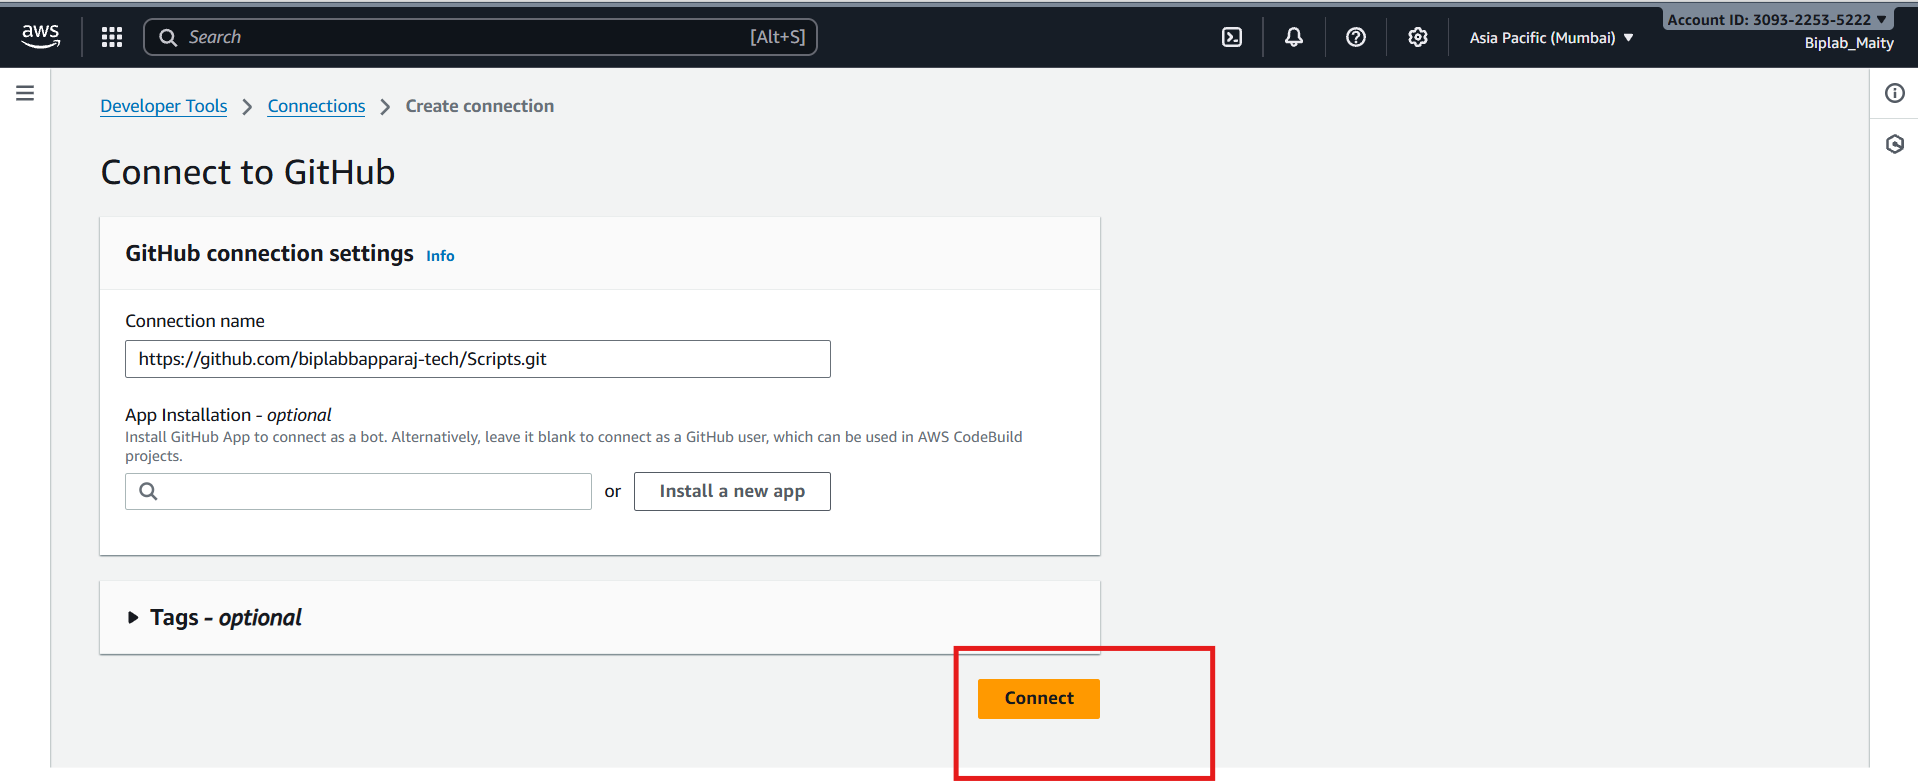 aws
Search [Alt+S]
Asia Pacific (Mumbai) ▼
Account ID: 3093-2253-5222 ▼
Biplab_Maity
Developer Tools > Connections > Create connection
Connect to GitHub
GitHub connection settings Info
Connection name
https://github.com/biplabbapparaj-tech/Scripts.git
App Installation - optional
Install GitHub App to connect as a bot. Alternatively, leave it blank to connect as a GitHub user, which can be used in AWS CodeBuild
projects.
or Install a new app
Tags - optional
Connect